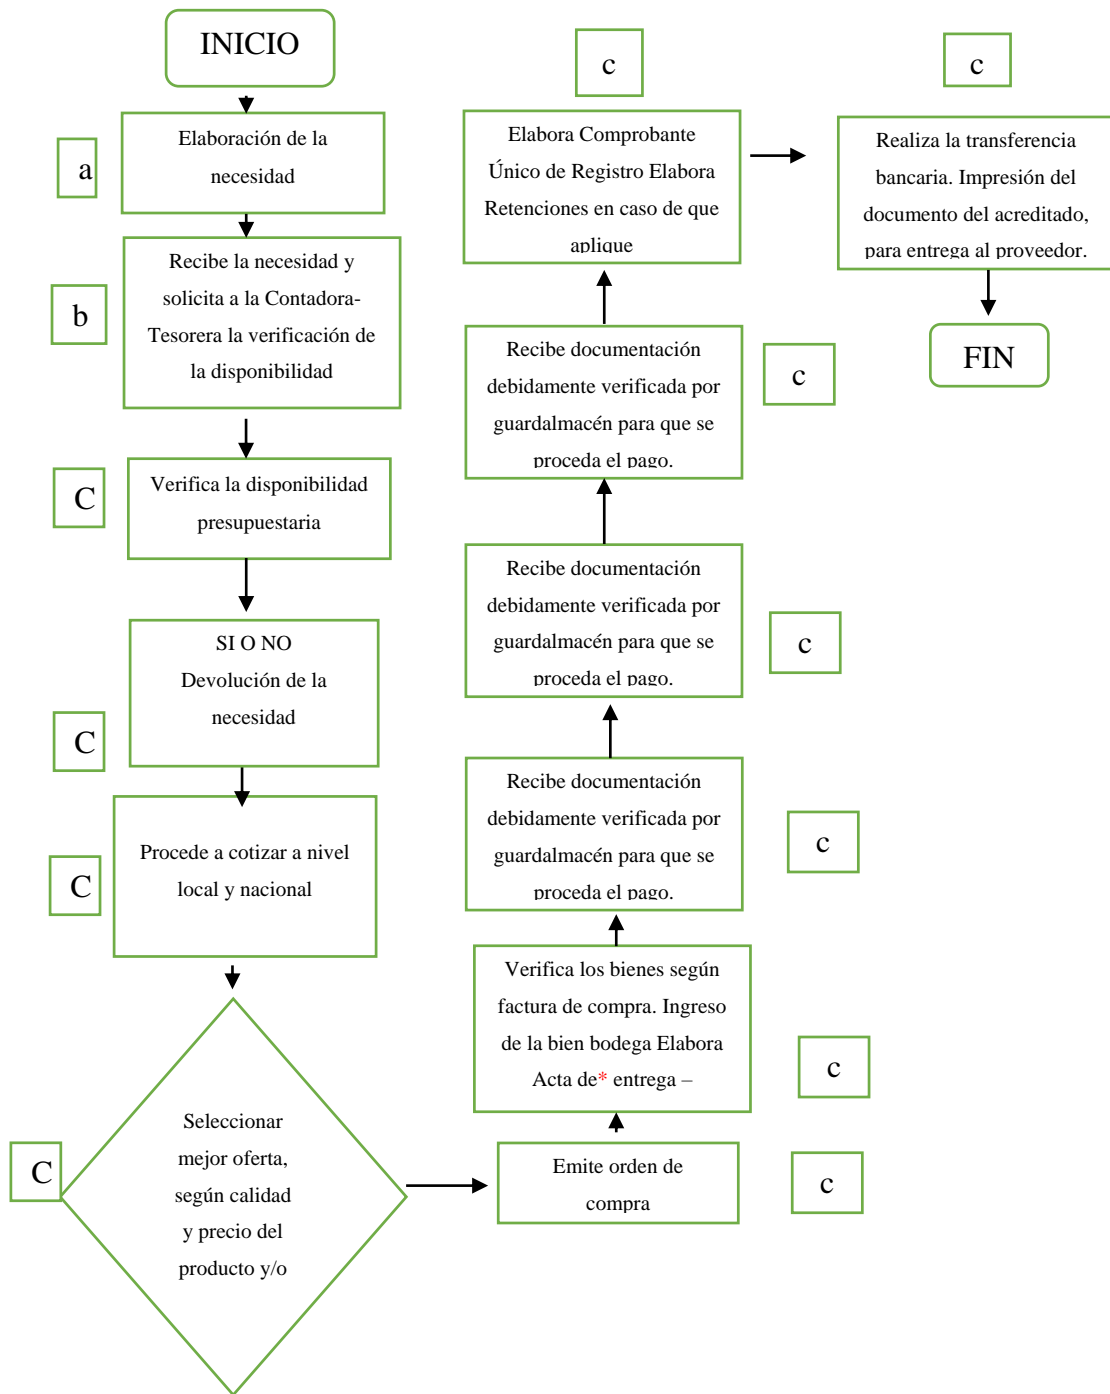 INICIO
a
Elaboración de la
necesidad
b
Recibe la necesidad y
solicita a la Contadora-
Tesorera la verificación de
la disponibilidad
C
Verifica la disponibilidad
presupuestaria
C
SI O NO
Devolución de la
necesidad
C
Procede a cotizar a nivel
local y nacional
C
Seleccionar
mejor oferta,
según calidad
y precio del
producto y/o
Emite orden de
compra
c
Verifica los bienes según
factura de compra. Ingreso
de la bien bodega Elabora
Acta de* entrega –
c
Recibe documentación
debidamente verificada por
guardalmacén para que se
proceda el pago.
c
Recibe documentación
debidamente verificada por
guardalmacén para que se
proceda el pago.
c
Recibe documentación
debidamente verificada por
guardalmacén para que se
proceda el pago.
c
c
Elabora Comprobante
Único de Registro Elabora
Retenciones en caso de que
aplique
c
Realiza la transferencia
bancaria. Impresión del
documento del acreditado,
para entrega al proveedor.
FIN